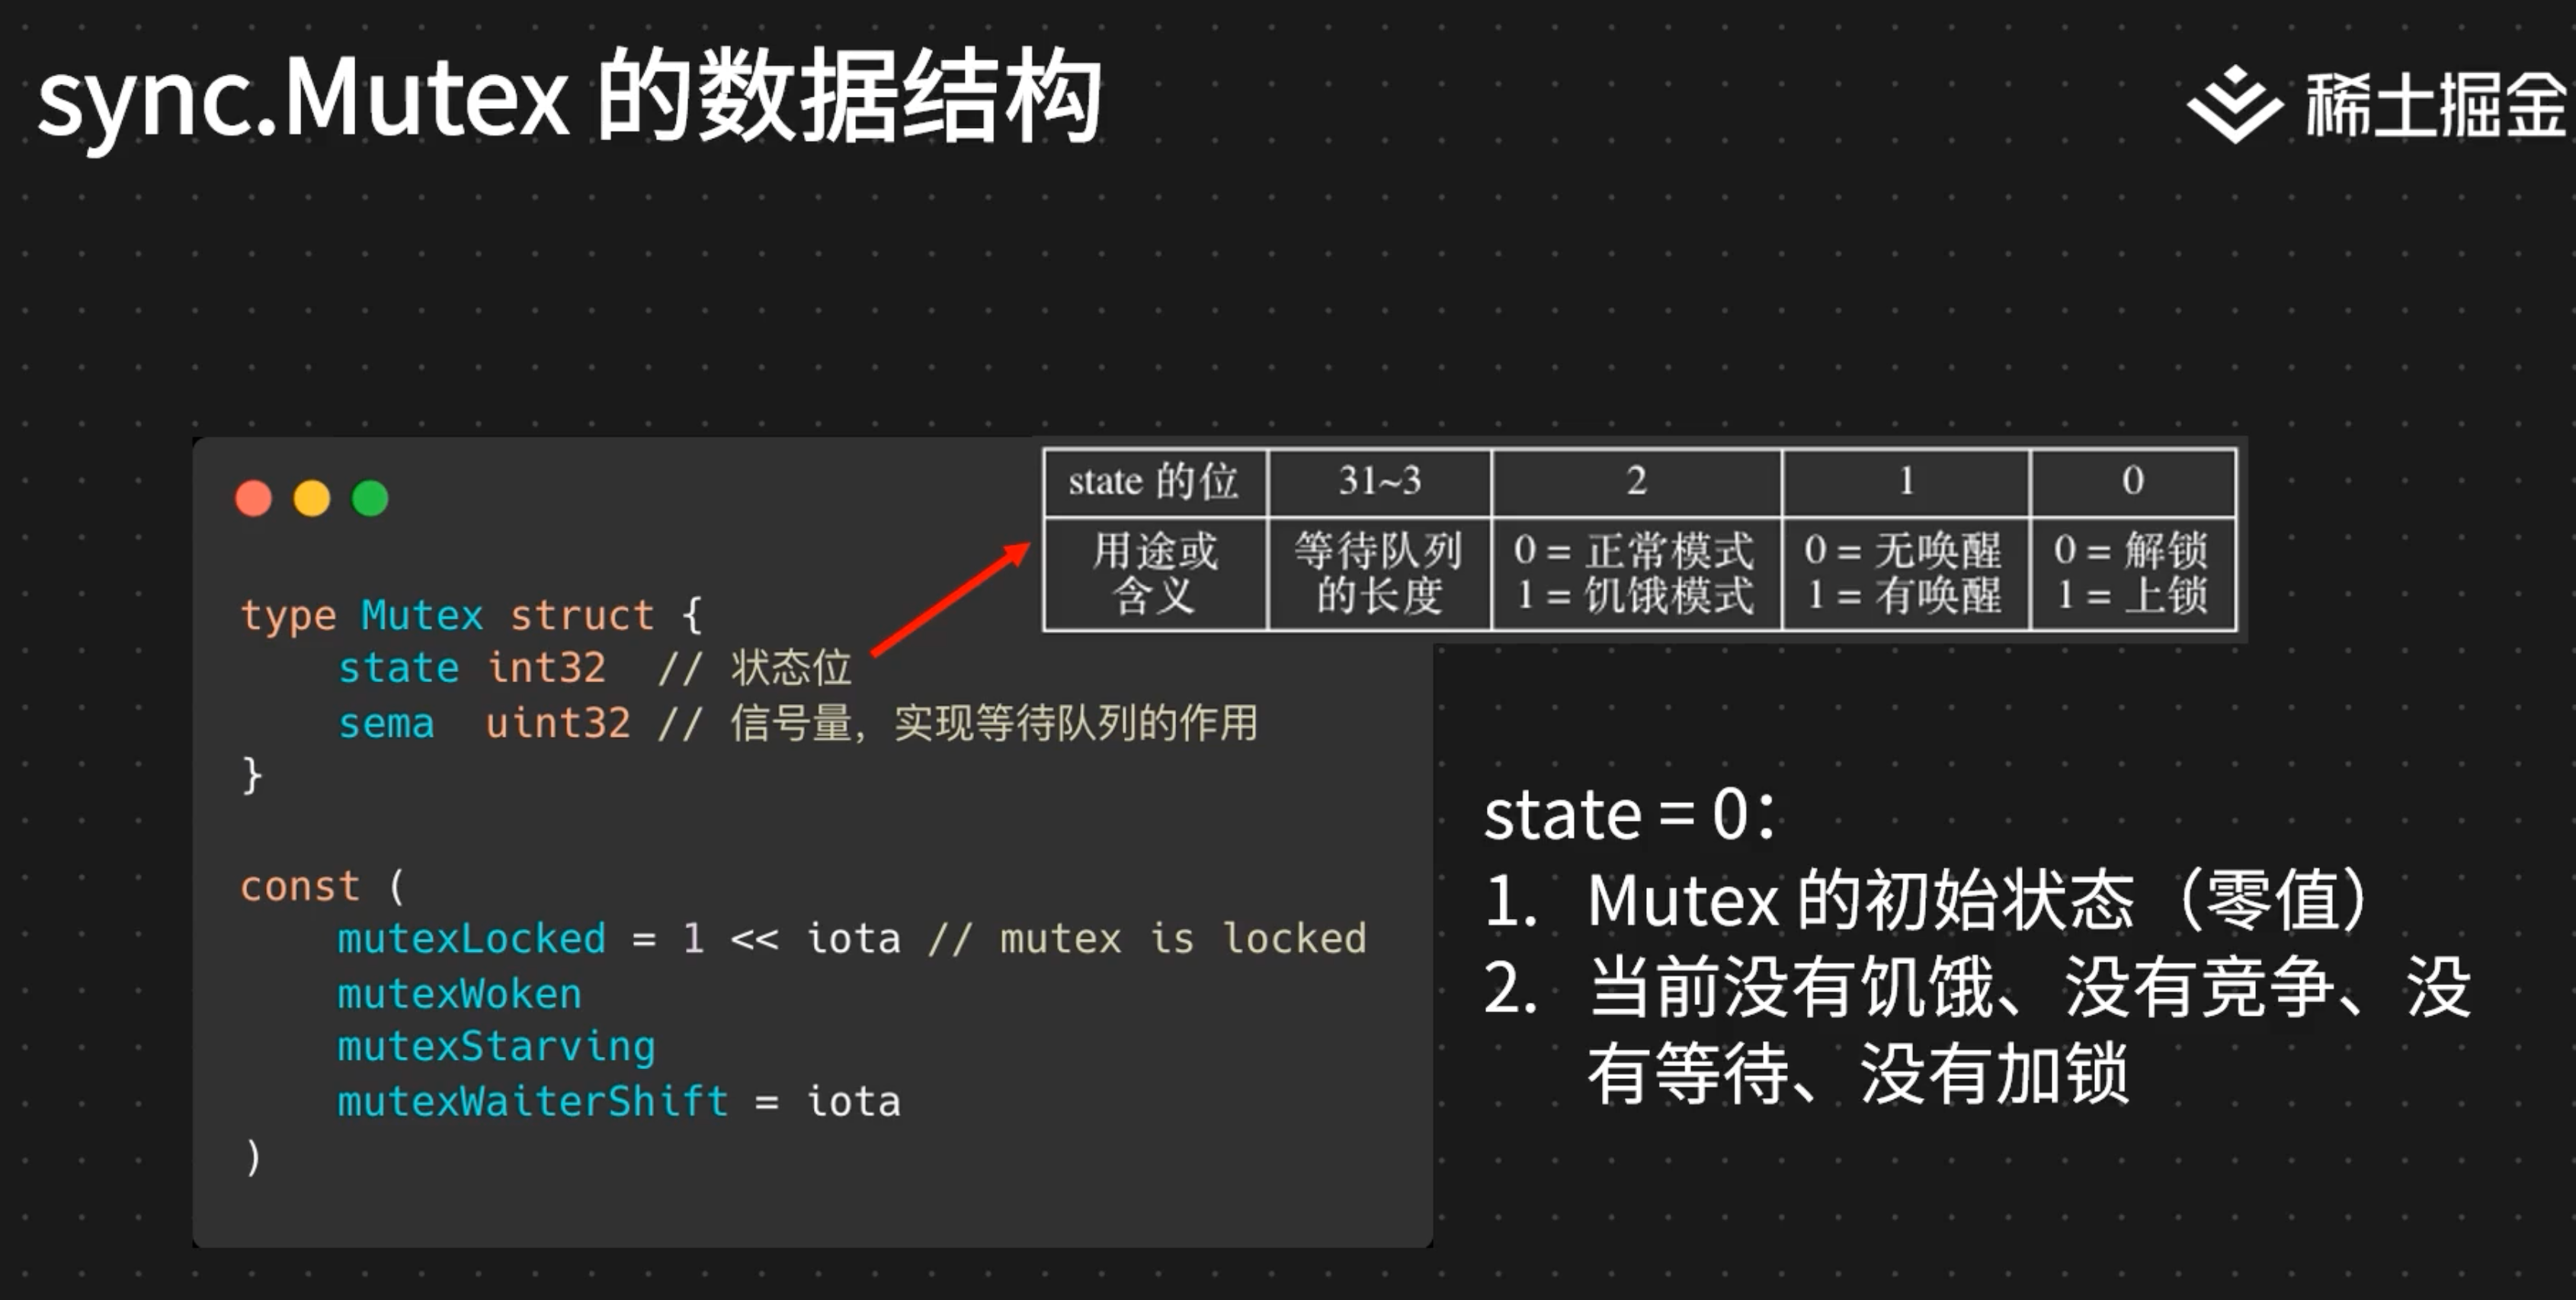 sync.Mutex 的数据结构
稀土掘金
state 的位 31~3 2 1 0
用途或 等待队列 0 = 正常模式 0 = 无唤醒 0 = 解锁
含义 的长度 1 = 饥饿模式 1 = 有唤醒 1 = 上锁
type Mutex struct {
state int32 // 状态位
sema uint32 // 信号量，实现等待队列的作用
}
const (
mutexLocked = 1 << iota // mutex is locked
mutexWoken
mutexStarving
mutexWaiterShift = iota
)
state = 0：
1. Mutex 的初始状态（零值）
2. 当前没有饥饿、没有竞争、没
有等待、没有加锁